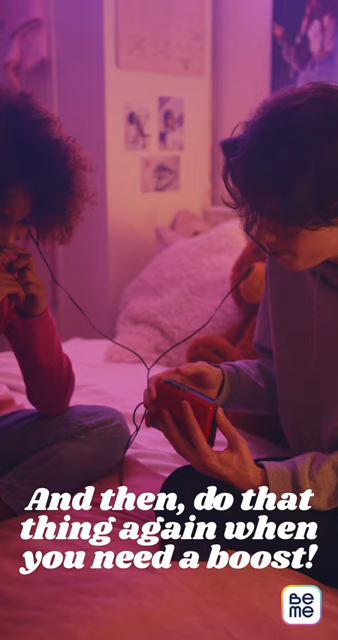 And then, do that
thing again when
you need a boost!
Be
me